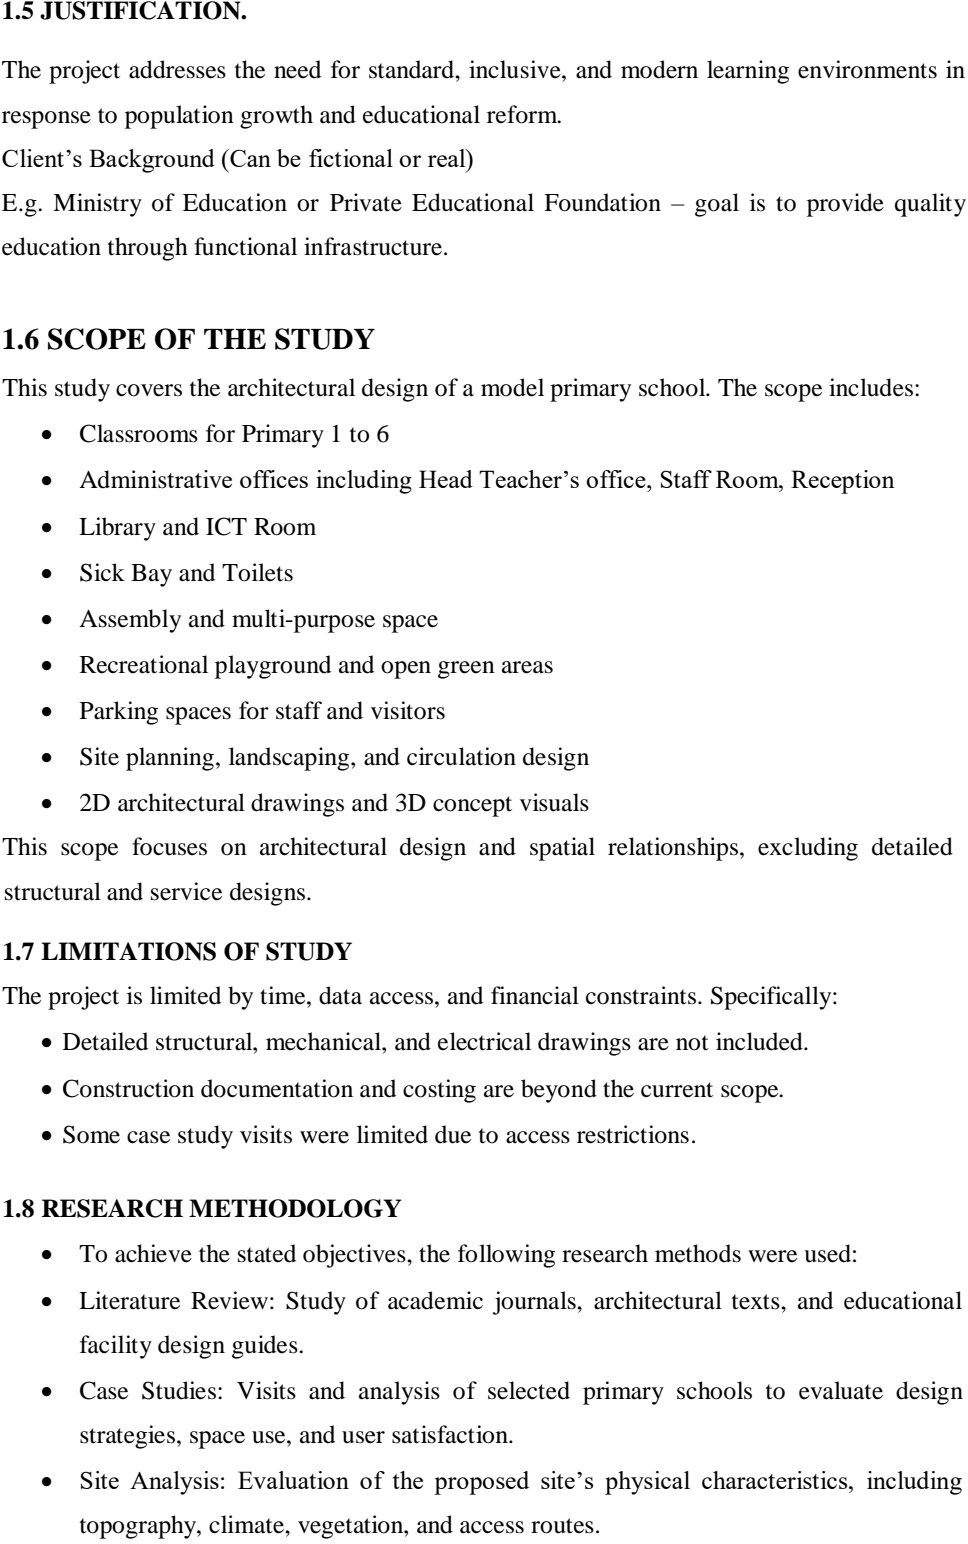 1.5 JUSTIFICATION.
The project addresses the need for standard, inclusive, and modern learning environments in
response to population growth and educational reform.
Client’s Background (Can be fictional or real)
E.g. Ministry of Education or Private Educational Foundation – goal is to provide quality
education through functional infrastructure.
1.6 SCOPE OF THE STUDY
This study covers the architectural design of a model primary school. The scope includes:
• Classrooms for Primary 1 to 6
• Administrative offices including Head Teacher’s office, Staff Room, Reception
• Library and ICT Room
• Sick Bay and Toilets
• Assembly and multi-purpose space
• Recreational playground and open green areas
• Parking spaces for staff and visitors
• Site planning, landscaping, and circulation design
• 2D architectural drawings and 3D concept visuals
This scope focuses on architectural design and spatial relationships, excluding detailed
structural and service designs.
1.7 LIMITATIONS OF STUDY
The project is limited by time, data access, and financial constraints. Specifically:
• Detailed structural, mechanical, and electrical drawings are not included.
• Construction documentation and costing are beyond the current scope.
• Some case study visits were limited due to access restrictions.
1.8 RESEARCH METHODOLOGY
• To achieve the stated objectives, the following research methods were used:
• Literature Review: Study of academic journals, architectural texts, and educational
facility design guides.
• Case Studies: Visits and analysis of selected primary schools to evaluate design
strategies, space use, and user satisfaction.
• Site Analysis: Evaluation of the proposed site’s physical characteristics, including
topography, climate, vegetation, and access routes.